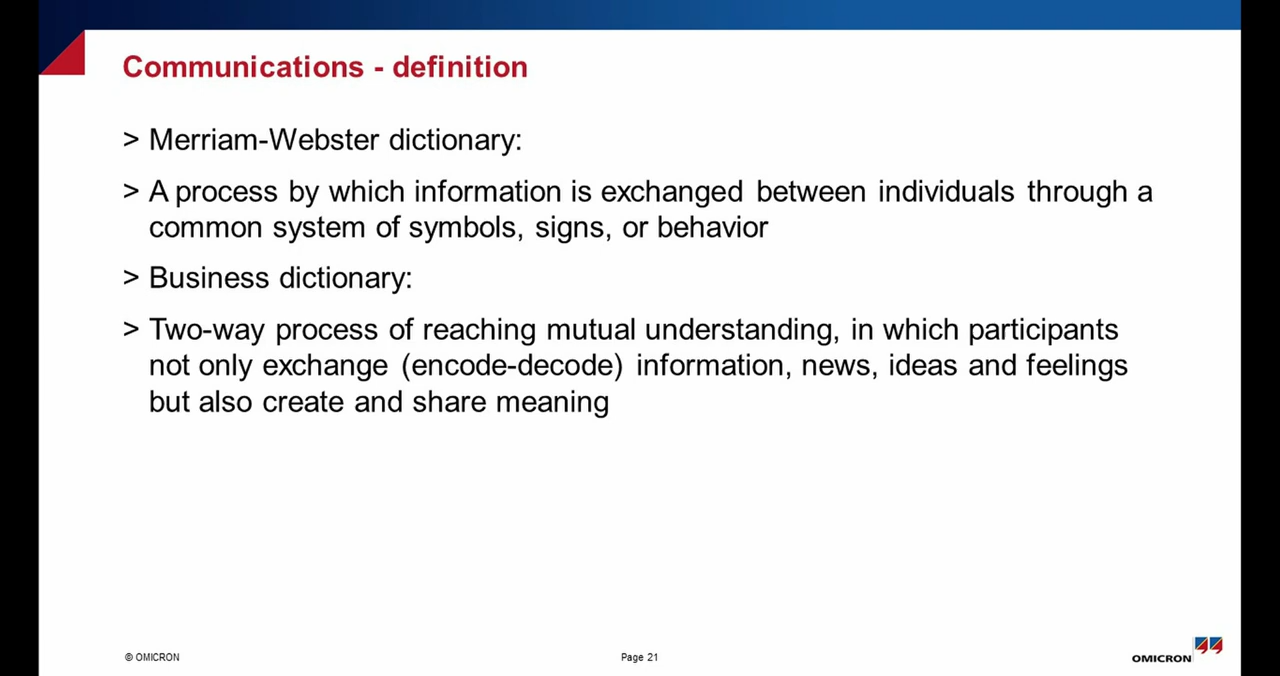 Communications - definition
> Merriam-Webster dictionary:
> A process by which information is exchanged between individuals through a
common system of symbols, signs, or behavior
> Business dictionary:
> Two-way process of reaching mutual understanding, in which participants
not only exchange (encode-decode) information, news, ideas and feelings
but also create and share meaning
© OMICRON
Page 21
OMICRON